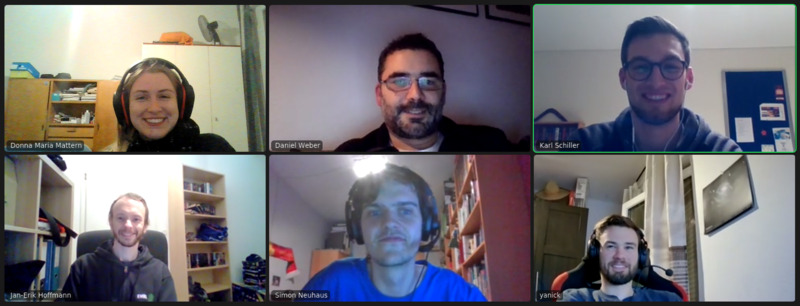 Donna Maria Mattern
Daniel Weber
Karl Schiller
Jan-Erik Hoffmann
Simon Neuhaus
yanick